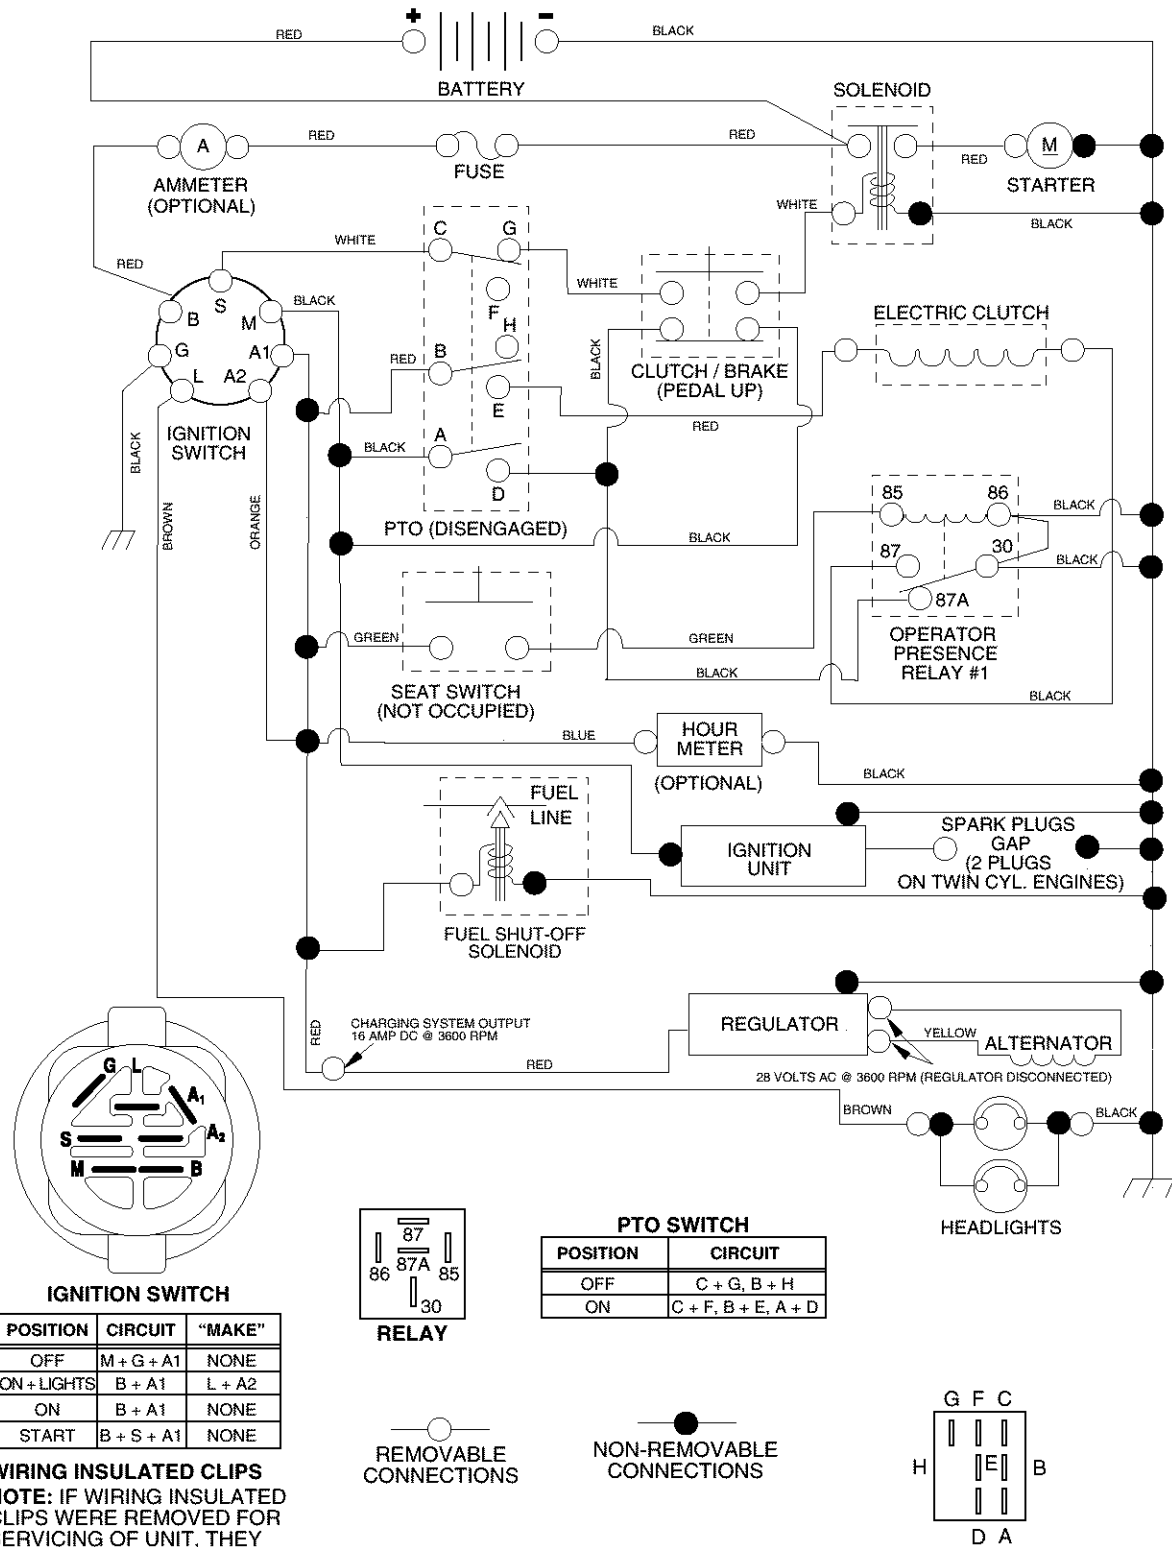 + -
RED
BLACK
BATTERY
SOLENOID
A
RED
RED
M
RED
FUSE
STARTER
AMMETER
(OPTIONAL)
WHITE
BLACK
RED
WHITE
C
G
WHITE
S
B
M
BLACK
F
H
G
A1
L
A2
RED
B
E
BLACK
ELECTRIC CLUTCH
CLUTCH / BRAKE
(PEDAL UP)
RED
IGNITION
SWITCH
BLACK
BLACK
A
D
PTO (DISENGAGED)
BROWN
ORANGE
BLACK
85
86
BLACK
87
30
BLACK
87A
OPERATOR
PRESENCE
RELAY #1
GREEN
GREEN
SEAT SWITCH
(NOT OCCUPIED)
BLACK
BLACK
BLUE
HOUR
METER
(OPTIONAL)
BLACK
FUEL
LINE
IGNITION
UNIT
SPARK PLUGS
GAP
(2 PLUGS
ON TWIN CYL. ENGINES)
FUEL SHUT-OFF
SOLENOID
RED
CHARGING SYSTEM OUTPUT
16 AMP DC @ 3600 RPM
RED
REGULATOR
YELLOW
ALTERNATOR
28 VOLTS AC @ 3600 RPM (REGULATOR DISCONNECTED)
BROWN
BLACK
HEADLIGHTS
G L
A1
S
A2
M
B
IGNITION SWITCH
POSITION CIRCUIT "MAKE"
OFF M + G + A1 NONE
ON + LIGHTS B + A1 L + A2
ON B + A1 NONE
START B + S + A1 NONE
WIRING INSULATED CLIPS
NOTE: IF WIRING INSULATED
CLIPS WERE REMOVED FOR
SERVICING OF UNIT, THEY
87
86 87A 85
30
RELAY
PTO SWITCH
POSITION CIRCUIT
OFF C + G, B + H
ON C + F, B + E, A + D
REMOVABLE
CONNECTIONS
NON-REMOVABLE
CONNECTIONS
G F C
H E B
D A